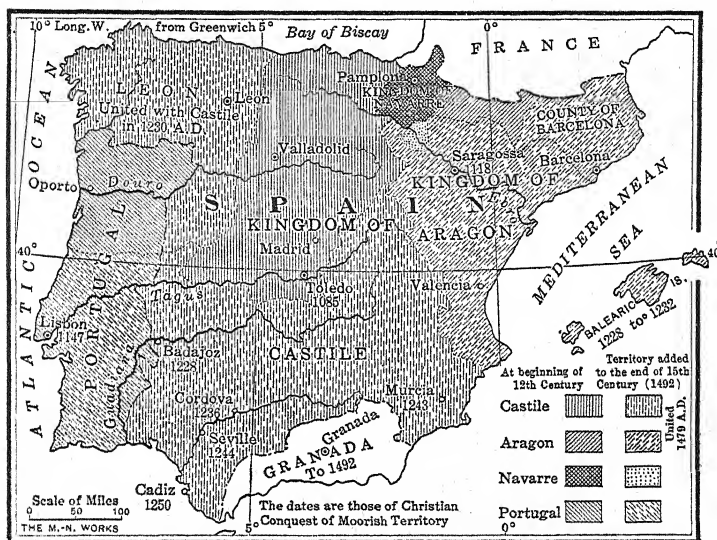 10° Long. W. from Greenwich 5° Bay of Biscay 0°
FRANCE
Pamplona
KINGDOM OF
NAVARRE
LEON
Leon
United with Castile
in 1230 A.D.
COUNTY OF
BARCELONA
Valladolid
Saragossa
118
Barcelona
Oporto
Douro
KINGDOM OF
ARAGON
SPAIN
KINGDOM OF
CASTILE
Madrid
MEDITERRANEAN
SEA
ATLANTIC OCEAN
40°
40
PORTUGAL
Tagus
Toledo
1085
Valencia
BALEARIC IS.
1228 to 1232
Lisbon
1147
Badajoz
1228
Guadiana
Cordova
1236
Murcia
1243
Seville
1244
Granada
GRANADA
To 1492
Cadiz
1250
At beginning of
12th Century
Territory added
to the end of 15th
Century (1492)
Castile
Aragon
United
1479 A.D.
Navarre
Portugal
Scale of Miles
0 50 100
THE M.-N. WORKS
The dates are those of Christian
Conquest of Moorish Territory
5°
0°